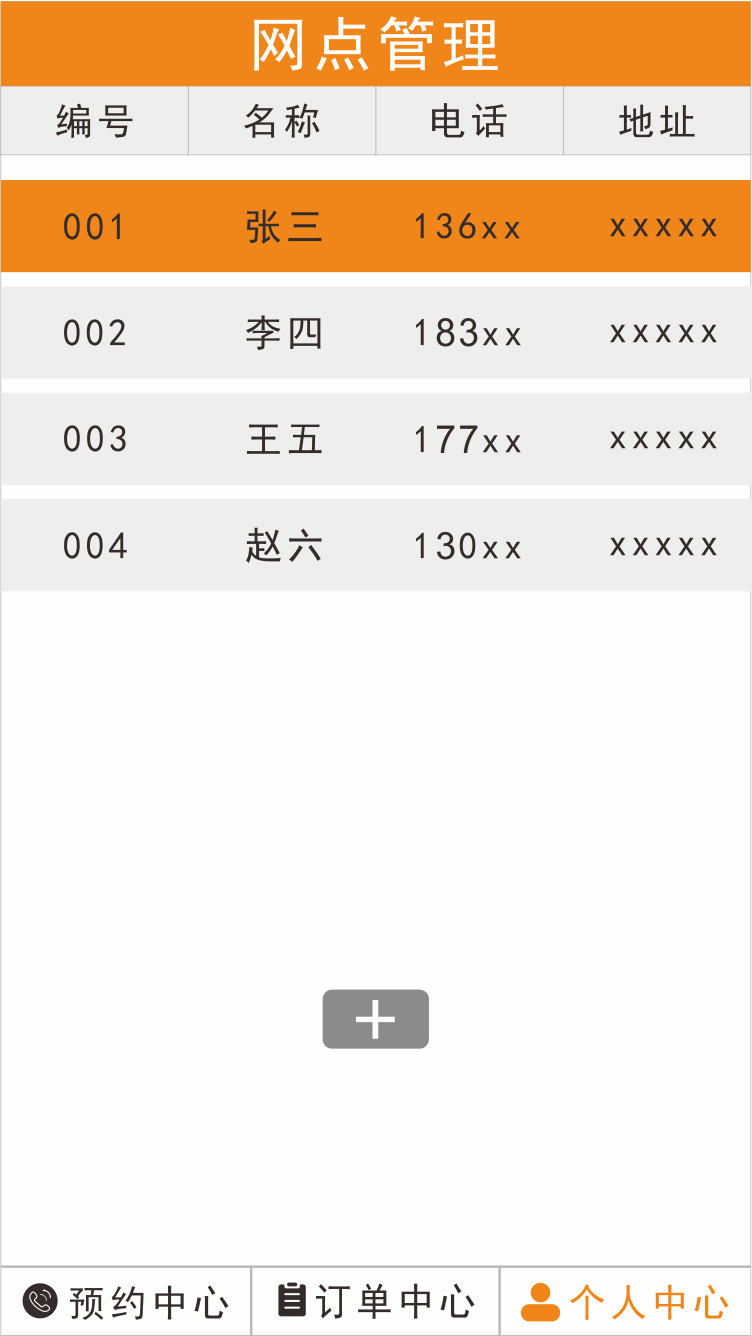 网点管理
编号 名称 电话 地址
001 张三 136xx xxxxx
002 李四 183xx xxxxx
003 王五 177xx xxxxx
004 赵六 130xx xxxxx
+
预约中心 订单中心 个人中心